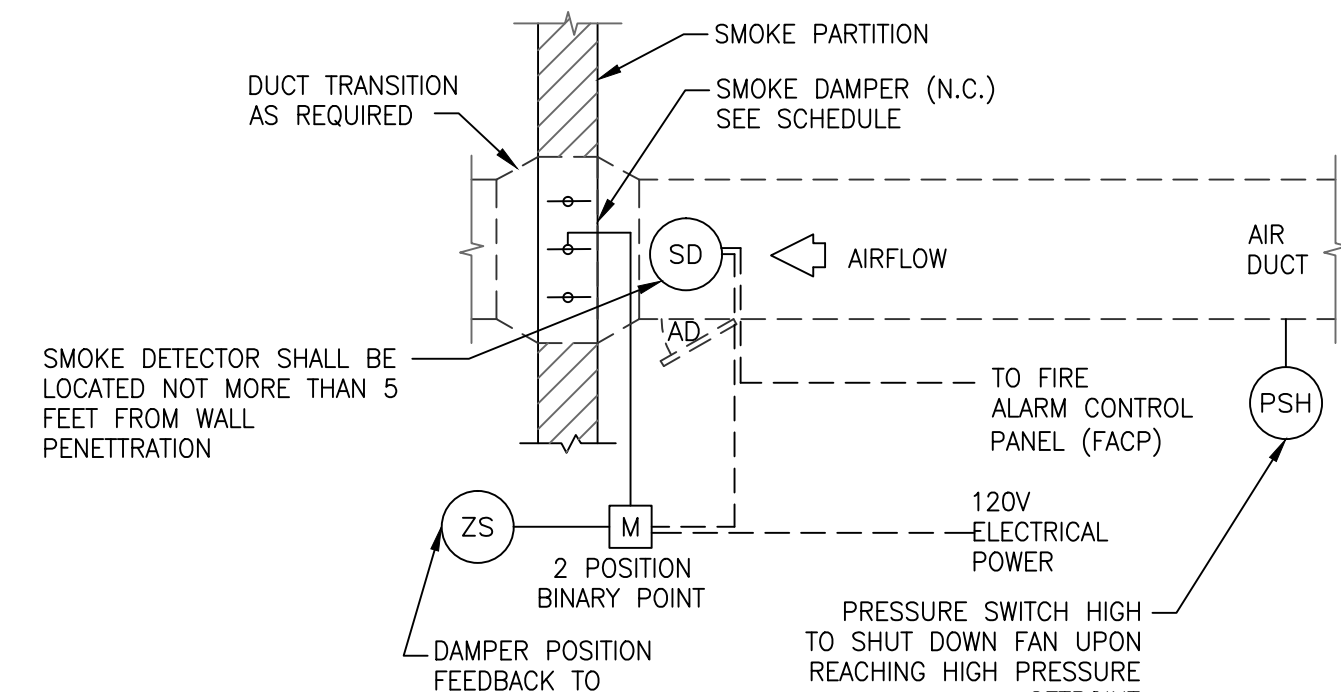 SMOKE PARTITION
DUCT TRANSITION
AS REQUIRED
SMOKE DAMPER (N.C.)
SEE SCHEDULE
SD
AIRFLOW
AIR
DUCT
AD
SMOKE DETECTOR SHALL BE
LOCATED NOT MORE THAN 5
FEET FROM WALL
PENETTRATION
TO FIRE
ALARM CONTROL
PANEL (FACP)
PSH
ZS
M
2 POSITION
BINARY POINT
120V
ELECTRICAL
POWER
DAMPER POSITION
FEEDBACK TO
PRESSURE SWITCH HIGH
TO SHUT DOWN FAN UPON
REACHING HIGH PRESSURE